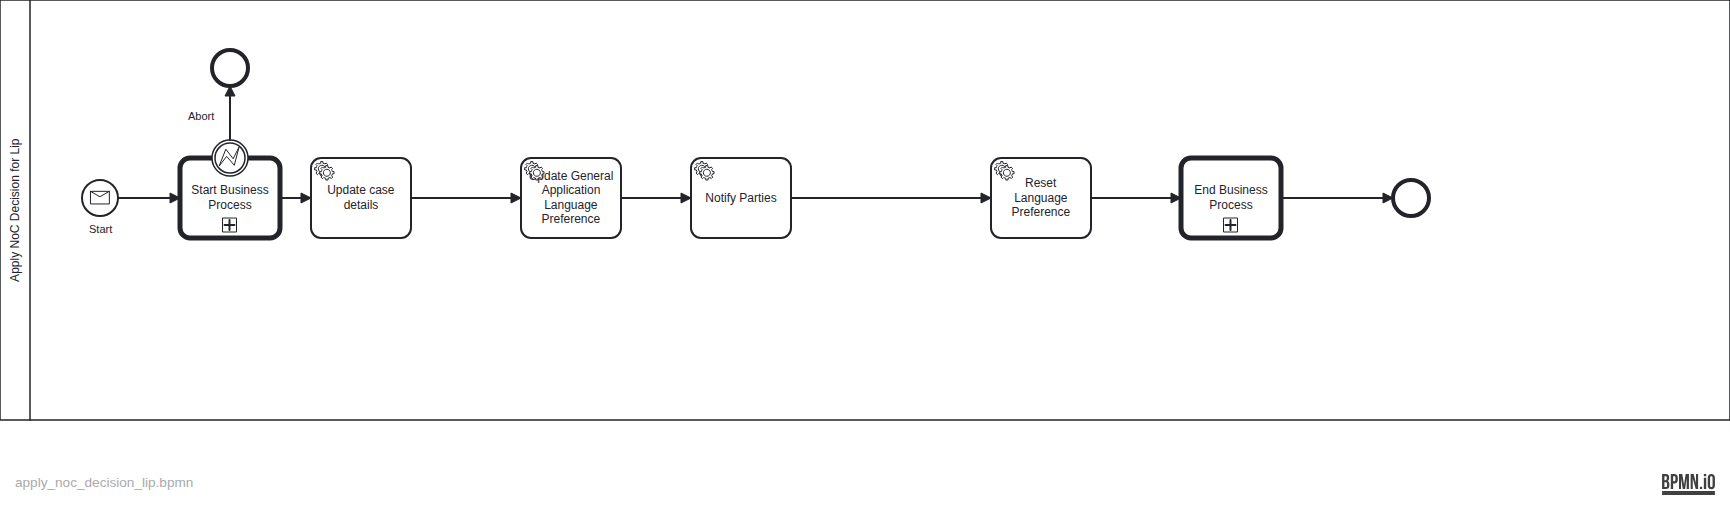 Apply NoC Decision for Lip
Abort
Start
Start Business
Process
Update case
details
Update General
Application
Language
Preference
Notify Parties
Reset
Language
Preference
End Business
Process
apply_noc_decision_lip.bpmn
BPMN.iO